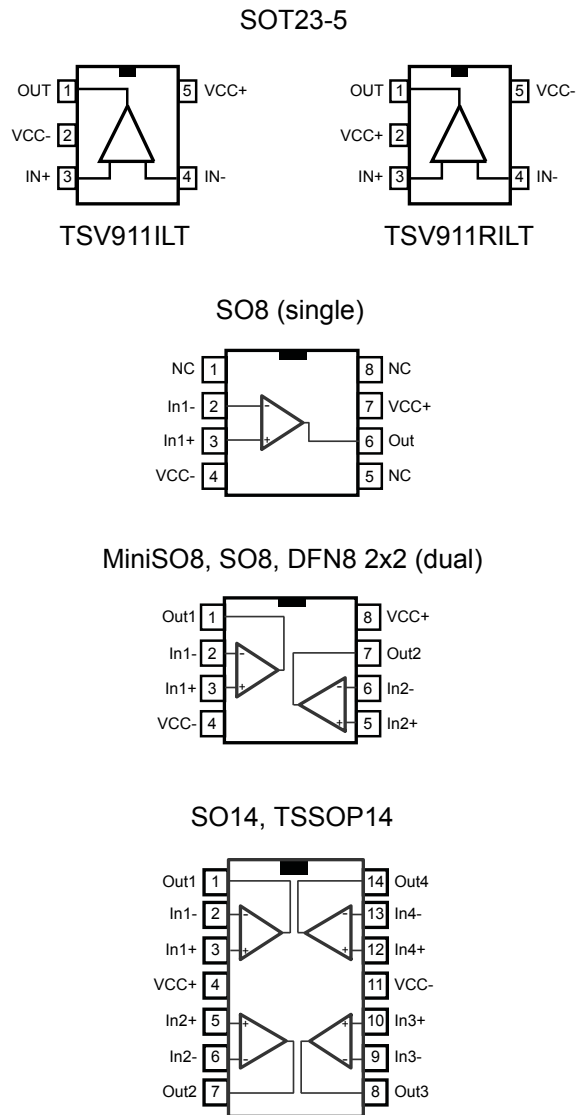 SOT23-5
OUT 1 5 VCC+
VCC- 2
IN+ 3 4 IN-
TSV911ILT
OUT 1 5 VCC-
VCC+ 2
IN+ 3 4 IN-
TSV911RILT
SO8 (single)
NC 1 8 NC
In1- 2 - 7 VCC+
In1+ 3 + 6 Out
VCC- 4 5 NC
MiniSO8, SO8, DFN8 2x2 (dual)
Out1 1 8 VCC+
In1- 2 - 7 Out2
In1+ 3 + - 6 In2-
VCC- 4 + 5 In2+
SO14, TSSOP14
Out1 1 14 Out4
In1- 2 - - 13 In4-
In1+ 3 + + 12 In4+
VCC+ 4 11 VCC-
In2+ 5 + + 10 In3+
In2- 6 - - 9 In3-
Out2 7 8 Out3